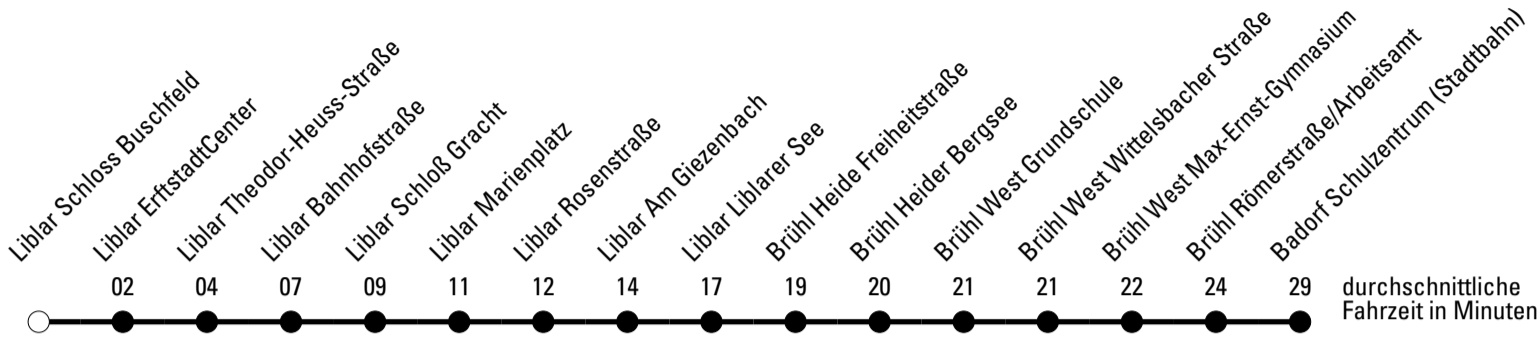 Liblar Schloss Buschfeld
Liblar ErftstadtCenter
Liblar Theodor-Heuss-Straße
Liblar Bahnhofstraße
Liblar Schloß Gracht
Liblar Marienplatz
Liblar Rosenstraße
Liblar Am Giezenbach
Liblar Liblarer See
Brühl Heide Freiheitstraße
Brühl Heider Bergsee
Brühl West Grundschule
Brühl West Wittelsbacher Straße
Brühl West Max-Ernst-Gymnasium
Brühl Römerstraße/Arbeitsamt
Badorf Schulzentrum (Stadtbahn)
02 04 07 09 11 12 14 17 19 20 21 21 22 24 29
durchschnittliche
Fahrzeit in Minuten